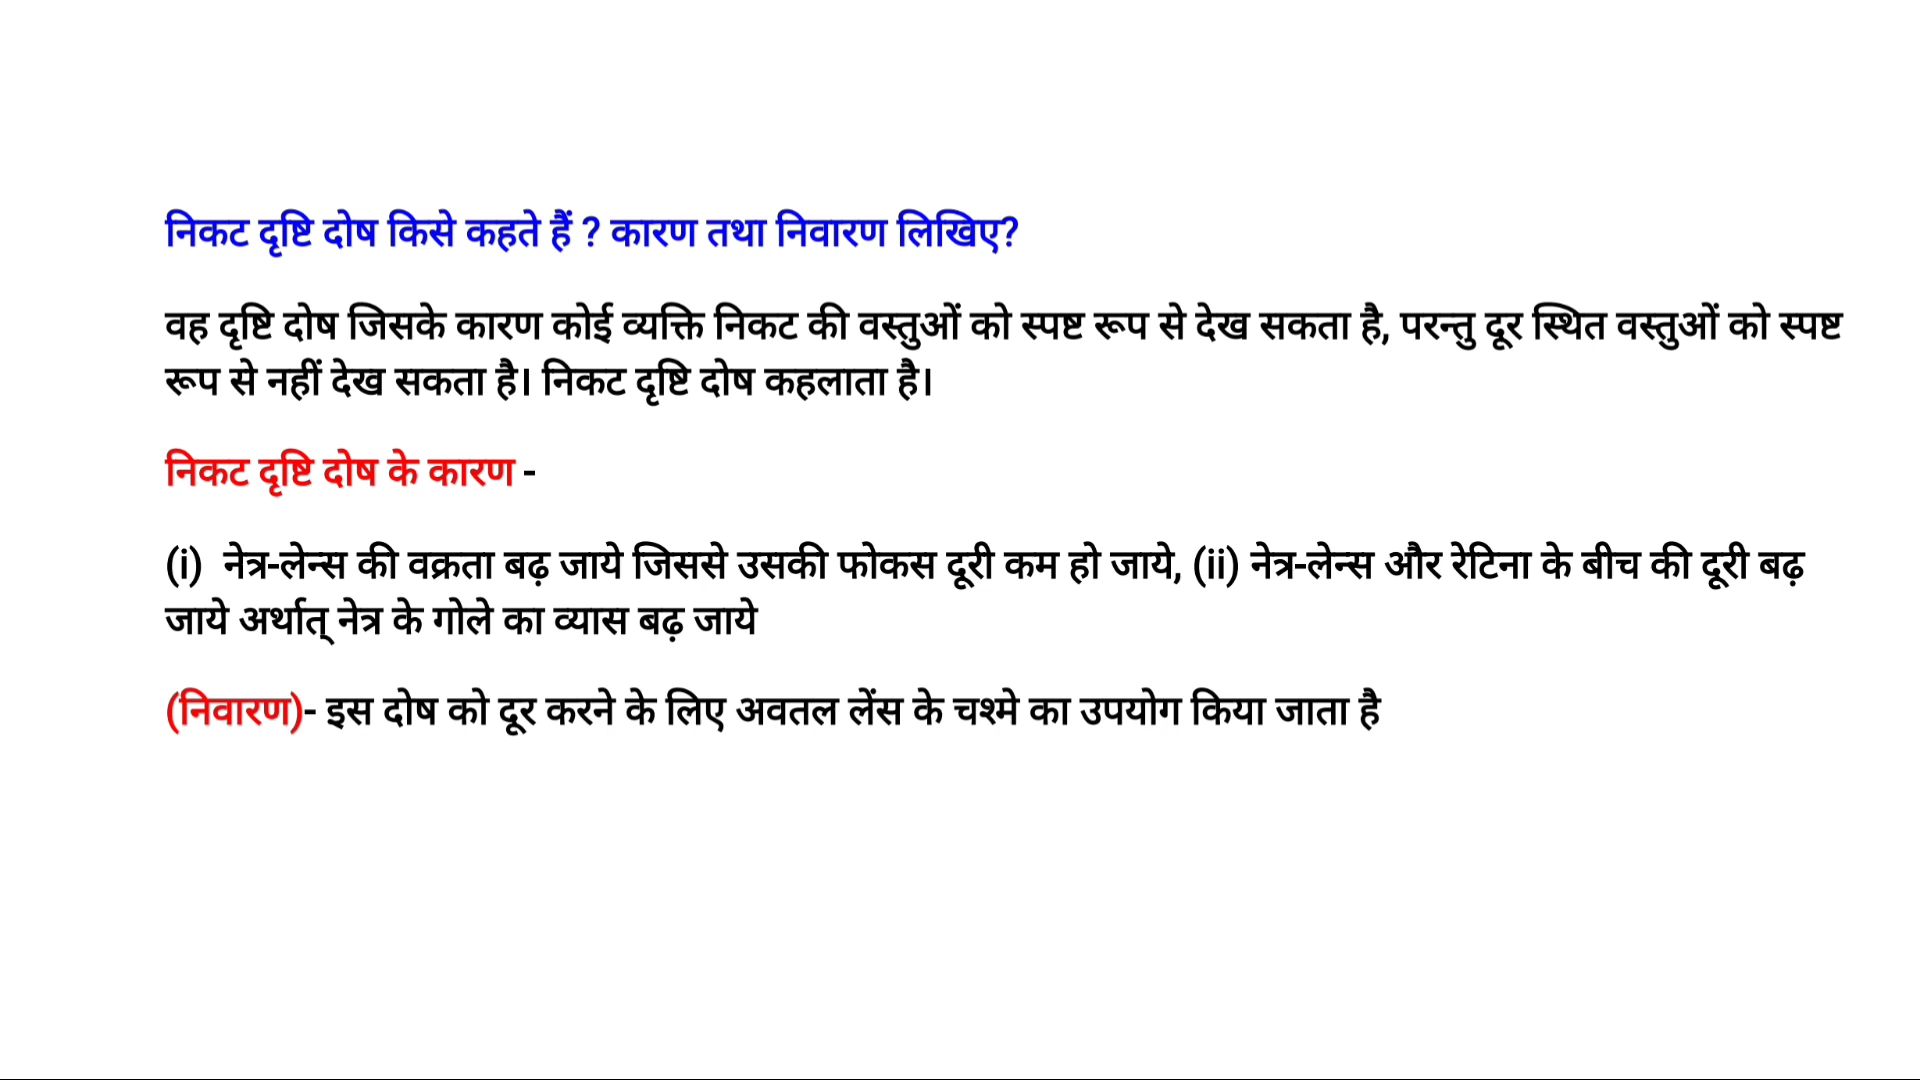 निकट दृष्टि दोष किसे कहते हैं ? कारण तथा निवारण लिखिए?
वह दृष्टि दोष जिसके कारण कोई व्यक्ति निकट की वस्तुओं को स्पष्ट रूप से देख सकता है, परन्तु दूर स्थित वस्तुओं को स्पष्ट
रूप से नहीं देख सकता है। निकट दृष्टि दोष कहलाता है।
निकट दृष्टि दोष के कारण -
(i) नेत्र-लेन्स की वक्रता बढ़ जाये जिससे उसकी फोकस दूरी कम हो जाये, (ii) नेत्र-लेन्स और रेटिना के बीच की दूरी बढ़
जाये अर्थात् नेत्र के गोले का व्यास बढ़ जाये
(निवारण)- इस दोष को दूर करने के लिए अवतल लेंस के चश्मे का उपयोग किया जाता है